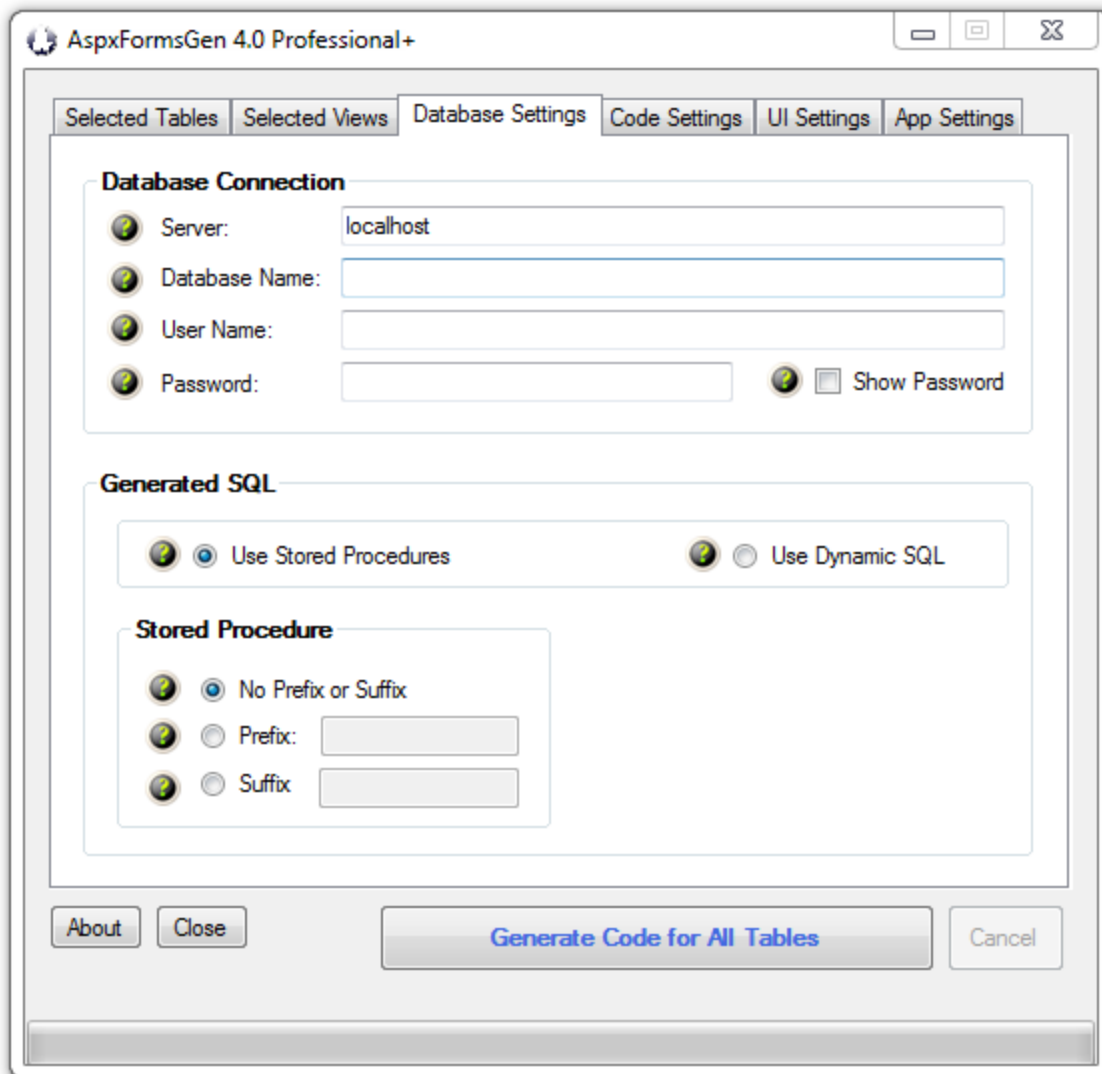 AspxFormsGen 4.0 Professional+
Selected Tables Selected Views Database Settings Code Settings UI Settings App Settings
Database Connection
? Server: localhost
? Database Name:
? User Name:
? Password: ? Show Password
Generated SQL
? Use Stored Procedures ? Use Dynamic SQL
Stored Procedure
? No Prefix or Suffix
? Prefix:
? Suffix
About Close Generate Code for All Tables Cancel